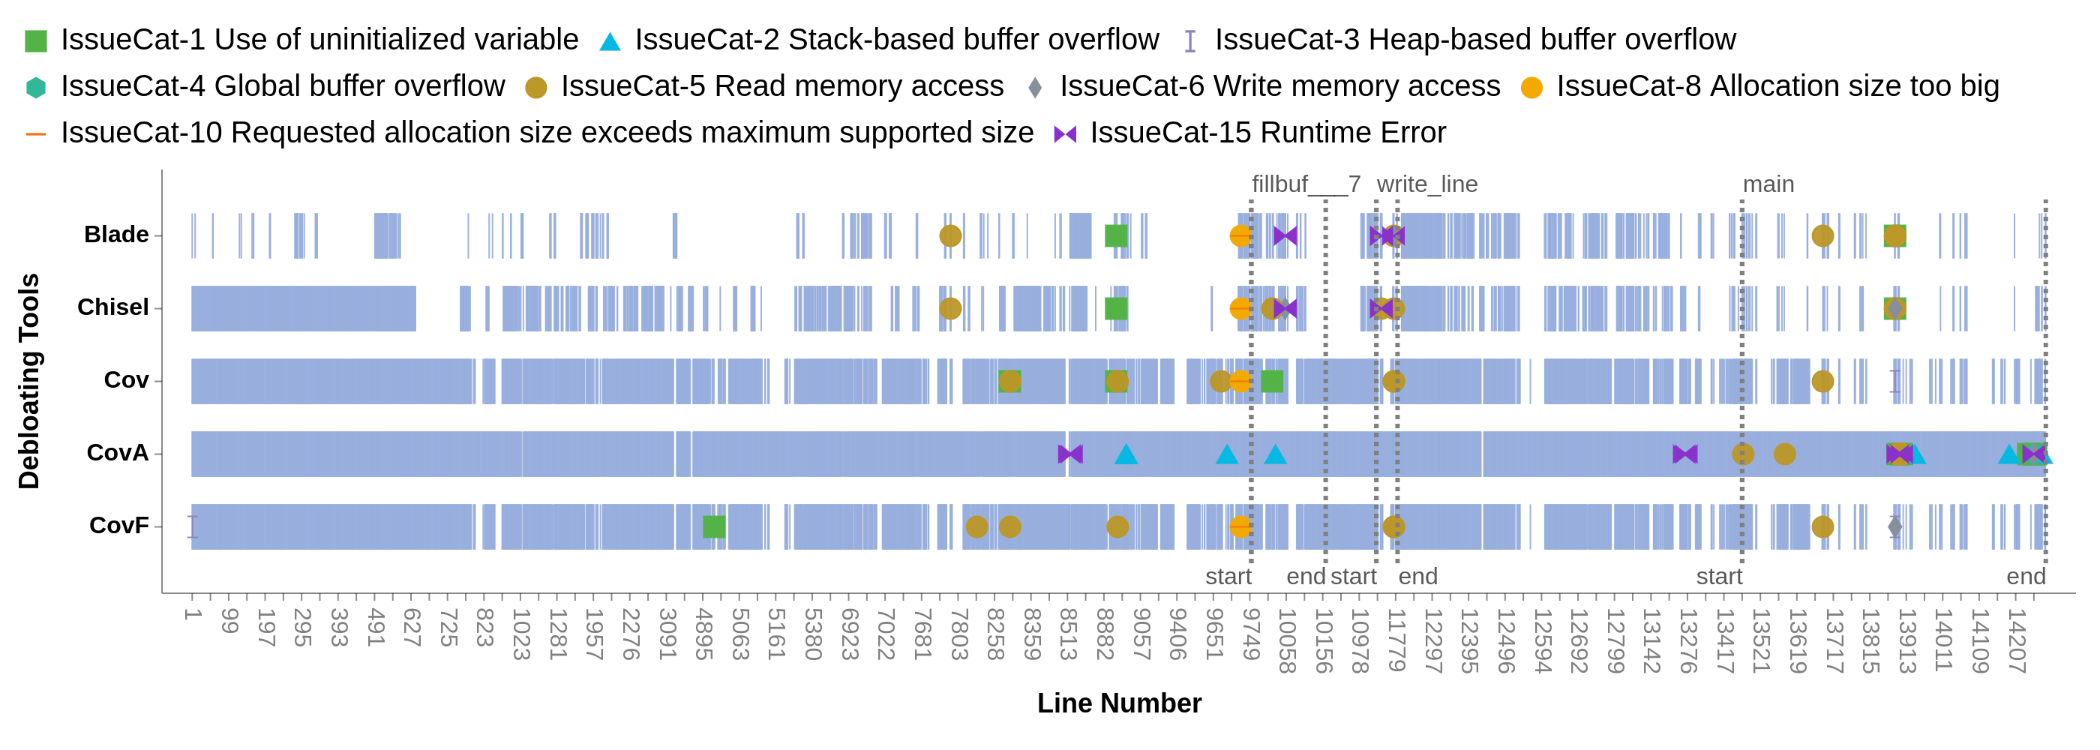 IssueCat-1 Use of uninitialized variable IssueCat-2 Stack-based buffer overflow IssueCat-3 Heap-based buffer overflow
IssueCat-4 Global buffer overflow IssueCat-5 Read memory access IssueCat-6 Write memory access IssueCat-8 Allocation size too big
IssueCat-10 Requested allocation size exceeds maximum supported size IssueCat-15 Runtime Error
fillbuf___7 write_line main
Debloating Tools
Blade
Chisel
Cov
CovA
CovF
start end start end start end
1 99 197 295 393 491 627 725 823 1023 1281 1957 2276 3091 4895 5063 5161 5380 6923 7022 7681 7803 8258 8359 8513 8882 9057 9406 9651 9749 10058 10156 10978 11779 12297 12395 12496 12594 12692 12799 13142 13276 13417 13521 13619 13717 13815 13913 14011 14109 14207
Line Number